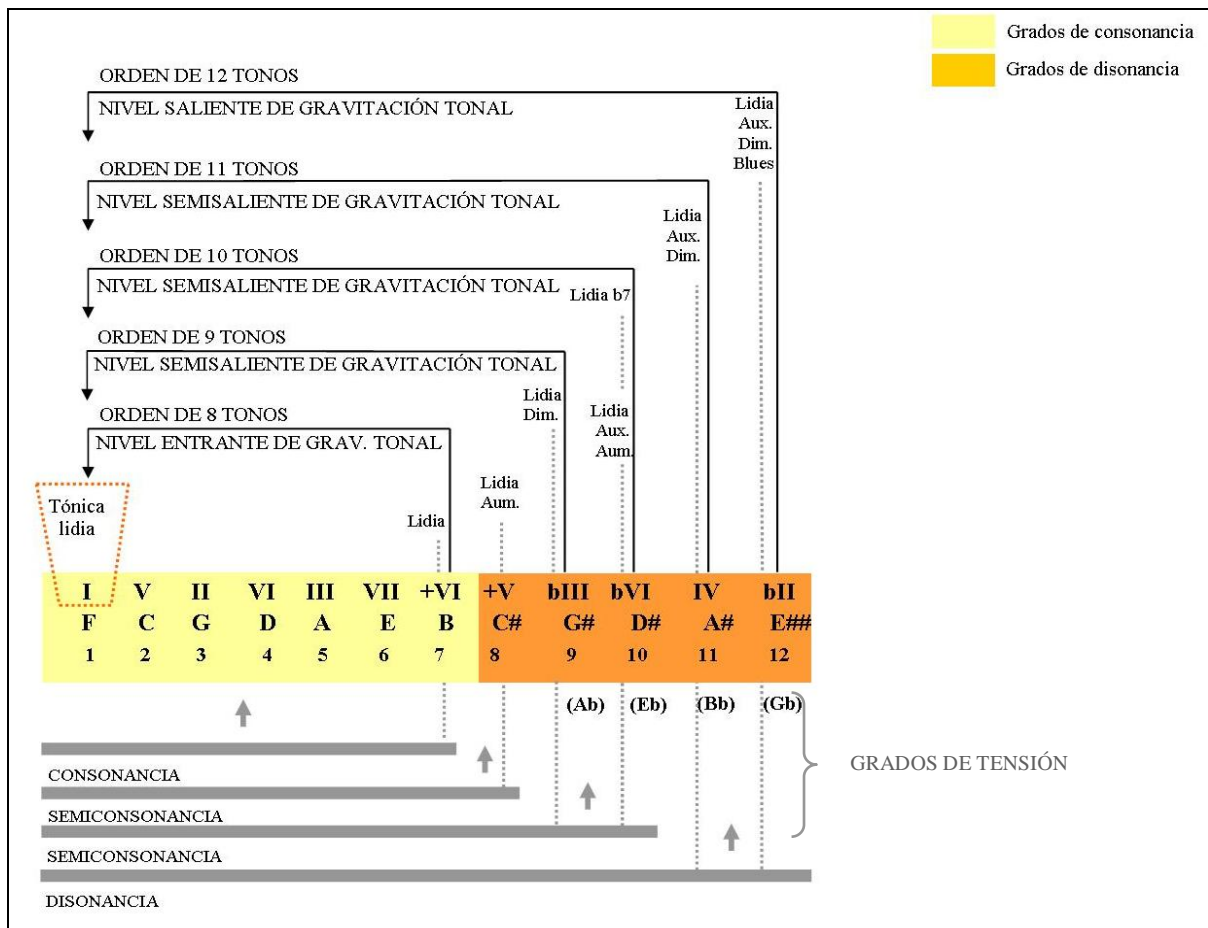 Grados de consonancia
Grados de disonancia
ORDEN DE 12 TONOS
NIVEL SALIENTE DE GRAVITACIÓN TONAL
Lidia
Aux.
Dim.
Blues
ORDEN DE 11 TONOS
NIVEL SEMISALIENTE DE GRAVITACIÓN TONAL
Lidia
Aux.
Dim.
ORDEN DE 10 TONOS
NIVEL SEMISALIENTE DE GRAVITACIÓN TONAL
Lidia b7
ORDEN DE 9 TONOS
NIVEL SEMISALIENTE DE GRAVITACIÓN TONAL
Lidia
Dim.
Lidia
Aux.
Aum.
ORDEN DE 8 TONOS
NIVEL ENTRANTE DE GRAV. TONAL
Tónica
lidia
Lidia
Lidia
Aum.
I V II VI III VII +VI +V bIII bVI IV bII
F C G D A E B C# G# D# A# E##
1 2 3 4 5 6 7 8 9 10 11 12
(Ab) (Eb) (Bb) (Gb)
CONSONANCIA
SEMICONSONANCIA
SEMICONSONANCIA
DISONANCIA
GRADOS DE TENSIÓN